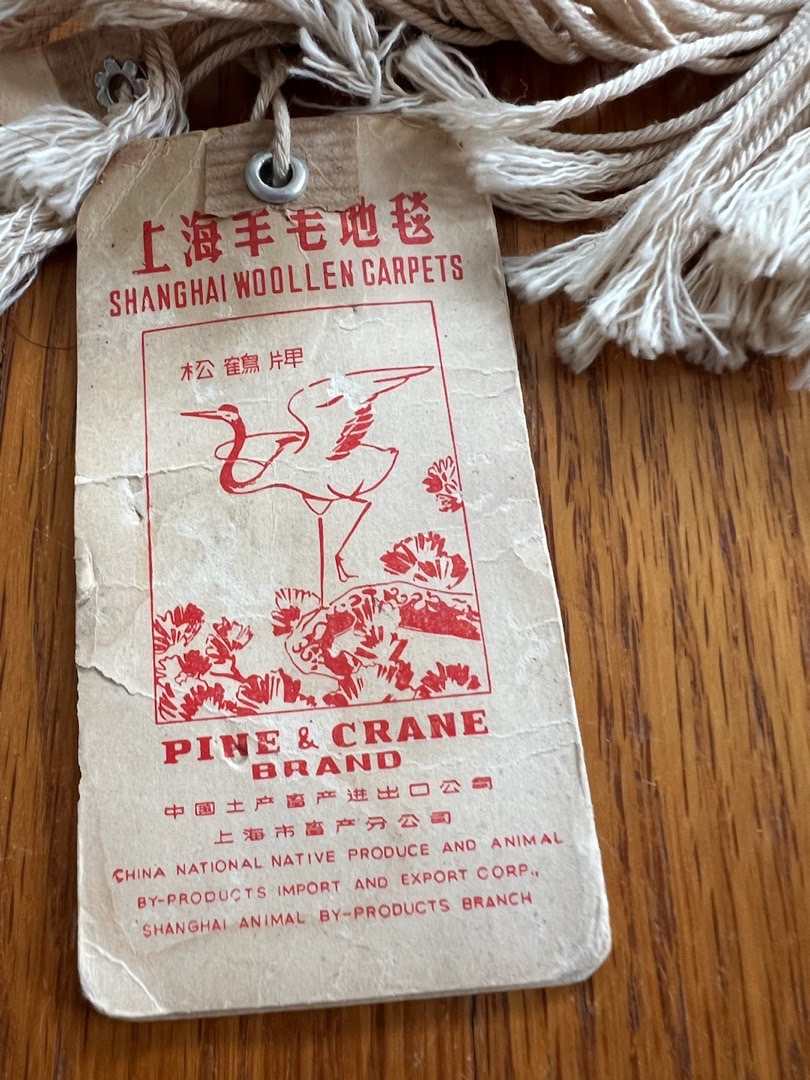 上海羊毛地毯
SHANGHAI WOOLLEN CARPETS
松鶴牌
PINE & CRANE
BRAND
中國土产畜产进出口公司
上海市畜产分公司
CHINA NATIONAL NATIVE PRODUCE AND ANIMAL
BY-PRODUCTS IMPORT AND EXPORT CORP.,
SHANGHAI ANIMAL BY-PRODUCTS BRANCH